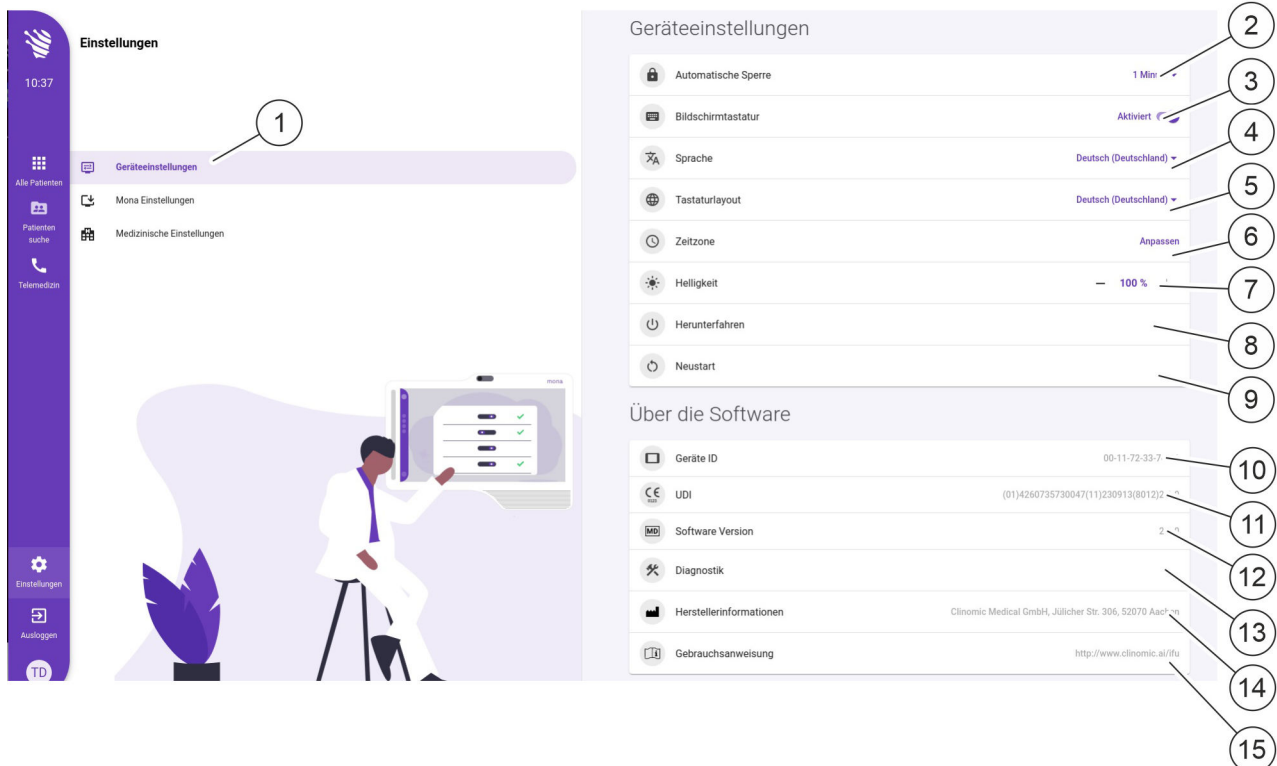 10:37
Alle Patienten
Patienten
suche
Telemedizin
Einstellungen
Ausloggen
TD
Einstellungen
Geräteeinstellungen
Mona Einstellungen
Medizinische Einstellungen
1
mona
Geräteeinstellungen
Automatische Sperre
2
Bildschirmtastatur Aktiviert
3
Sprache Deutsch (Deutschland)
4
Tastaturlayout Deutsch (Deutschland)
5
Zeitzone Anpassen
6
Helligkeit — 100 %
7
Herunterfahren
8
Neustart
9
Über die Software
Geräte ID
10
UDI
11
MD Software Version
12
Diagnostik
13
Herstellerinformationen Clinomic Medical GmbH, Jülicher Str. 306, 52070
14
Gebrauchsanweisung http://www.clinomic.ai/ifu
15